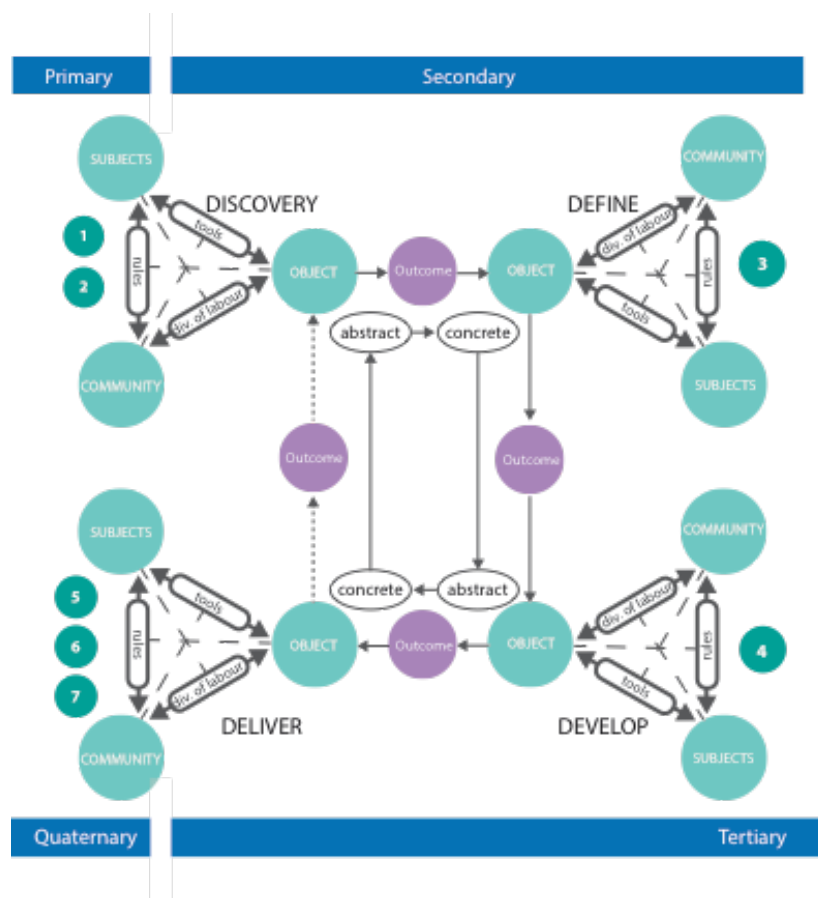 Primary
Secondary
SUBJECTS
COMMUNITY
DISCOVERY
DEFINE
1
2
tools
rules
div. of labour
OBJECT
Outcome
OBJECT
div. of labour
rules
tools
3
abstract
concrete
COMMUNITY
SUBJECTS
Outcome
Outcome
SUBJECTS
COMMUNITY
5
6
7
tools
rules
div. of labour
concrete
abstract
OBJECT
Outcome
OBJECT
div. of labour
rules
tools
4
DELIVER
DEVELOP
COMMUNITY
SUBJECTS
Quaternary
Tertiary